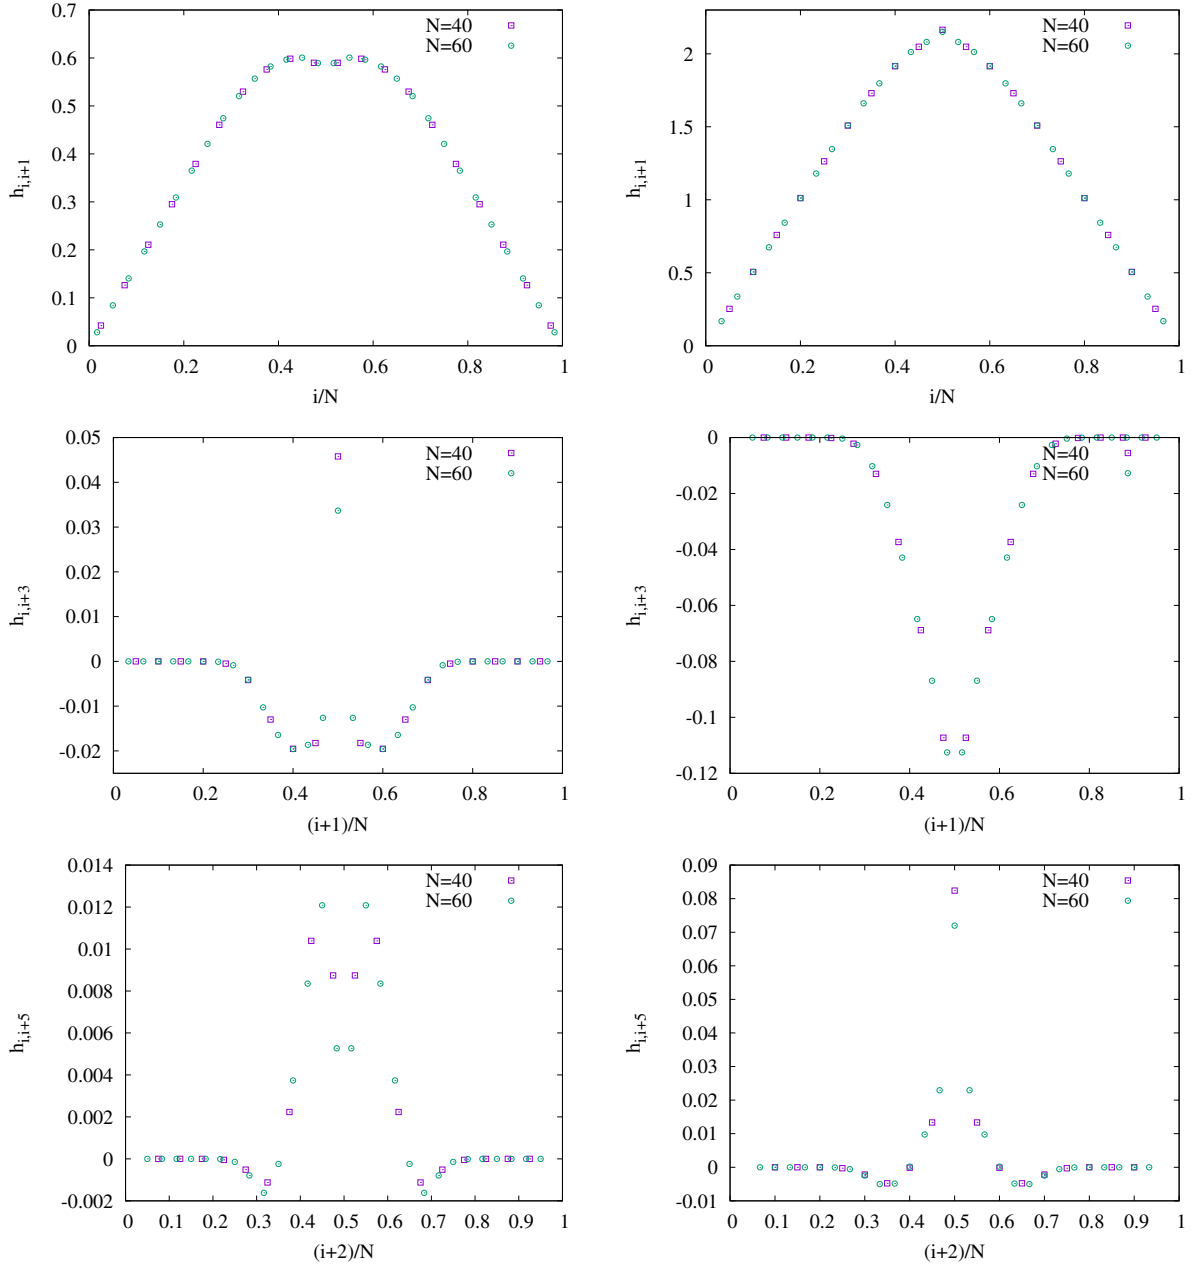 0.7
0.6
0.5
0.4
0.3
0.2
0.1
0
h_{i,i+1}
N=40
N=60
0 0.2 0.4 0.6 0.8 1
i/N
2
1.5
1
0.5
0
h_{i,i+1}
N=40
N=60
0 0.2 0.4 0.6 0.8 1
i/N
0.05
0.04
0.03
0.02
0.01
0
-0.01
-0.02
h_{i,i+3}
N=40
N=60
0 0.2 0.4 0.6 0.8 1
(i+1)/N
0
-0.02
-0.04
-0.06
-0.08
-0.1
-0.12
h_{i,i+3}
N=40
N=60
0 0.2 0.4 0.6 0.8 1
(i+1)/N
0.014
0.012
0.01
0.008
0.006
0.004
0.002
0
-0.002
h_{i,i+5}
N=40
N=60
0 0.1 0.2 0.3 0.4 0.5 0.6 0.7 0.8 0.9 1
(i+2)/N
0.09
0.08
0.07
0.06
0.05
0.04
0.03
0.02
0.01
0
-0.01
h_{i,i+5}
N=40
N=60
0 0.1 0.2 0.3 0.4 0.5 0.6 0.7 0.8 0.9 1
(i+2)/N